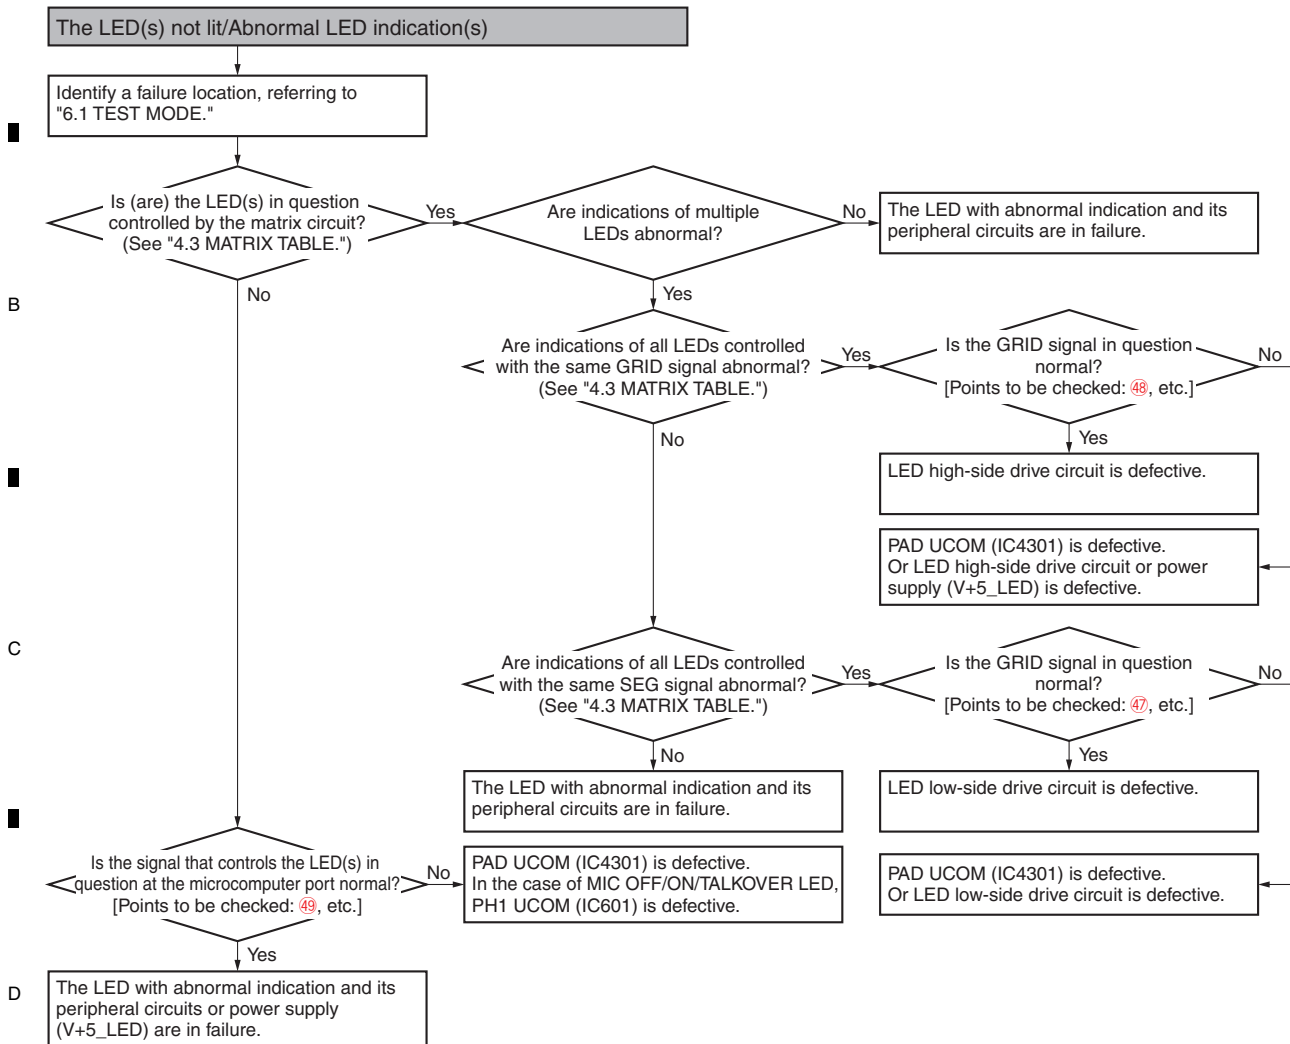 The LED(s) not lit/Abnormal LED indication(s)
Identify a failure location, referring to
"6.1 TEST MODE."
Is (are) the LED(s) in question
controlled by the matrix circuit?
(See "4.3 MATRIX TABLE.")
Yes
No
Are indications of multiple
LEDs abnormal?
No
Yes
The LED with abnormal indication and its
peripheral circuits are in failure.
B
Are indications of all LEDs controlled
with the same GRID signal abnormal?
(See "4.3 MATRIX TABLE.")
Yes
No
Is the GRID signal in question
normal?
[Points to be checked: ㊽, etc.]
No
Yes
LED high-side drive circuit is defective.
PAD UCOM (IC4301) is defective.
Or LED high-side drive circuit or power
supply (V+5_LED) is defective.
C
Are indications of all LEDs controlled
with the same SEG signal abnormal?
(See "4.3 MATRIX TABLE.")
Yes
No
Is the GRID signal in question
normal?
[Points to be checked: ㊼, etc.]
No
Yes
The LED with abnormal indication and its
peripheral circuits are in failure.
LED low-side drive circuit is defective.
Is the signal that controls the LED(s) in
question at the microcomputer port normal?
[Points to be checked: ㊾, etc.]
No
Yes
PAD UCOM (IC4301) is defective.
In the case of MIC OFF/ON/TALKOVER LED,
PH1 UCOM (IC601) is defective.
PAD UCOM (IC4301) is defective.
Or LED low-side drive circuit is defective.
D
The LED with abnormal indication and its
peripheral circuits or power supply
(V+5_LED) are in failure.